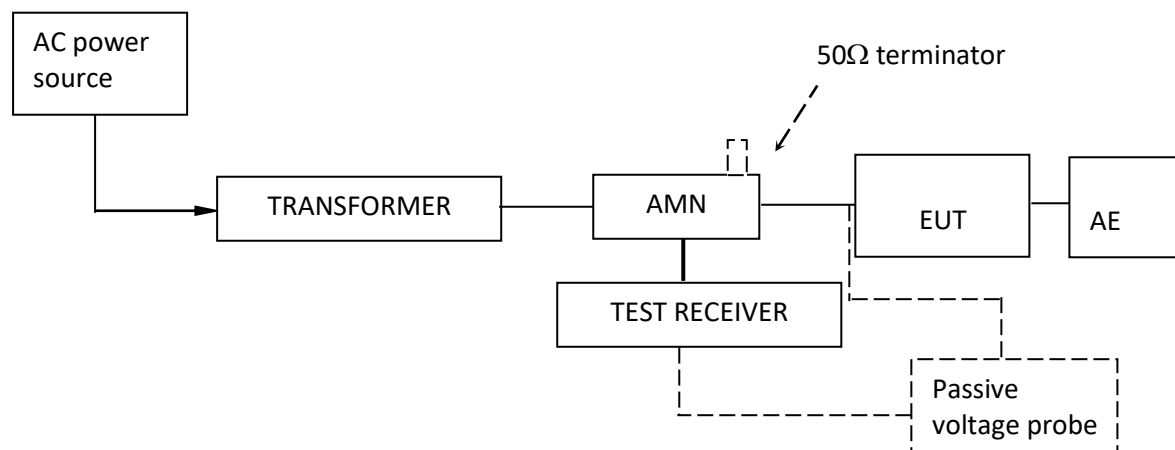 AC power
source
50Ω terminator
TRANSFORMER
AMN
EUT
AE
TEST RECEIVER
Passive
voltage probe